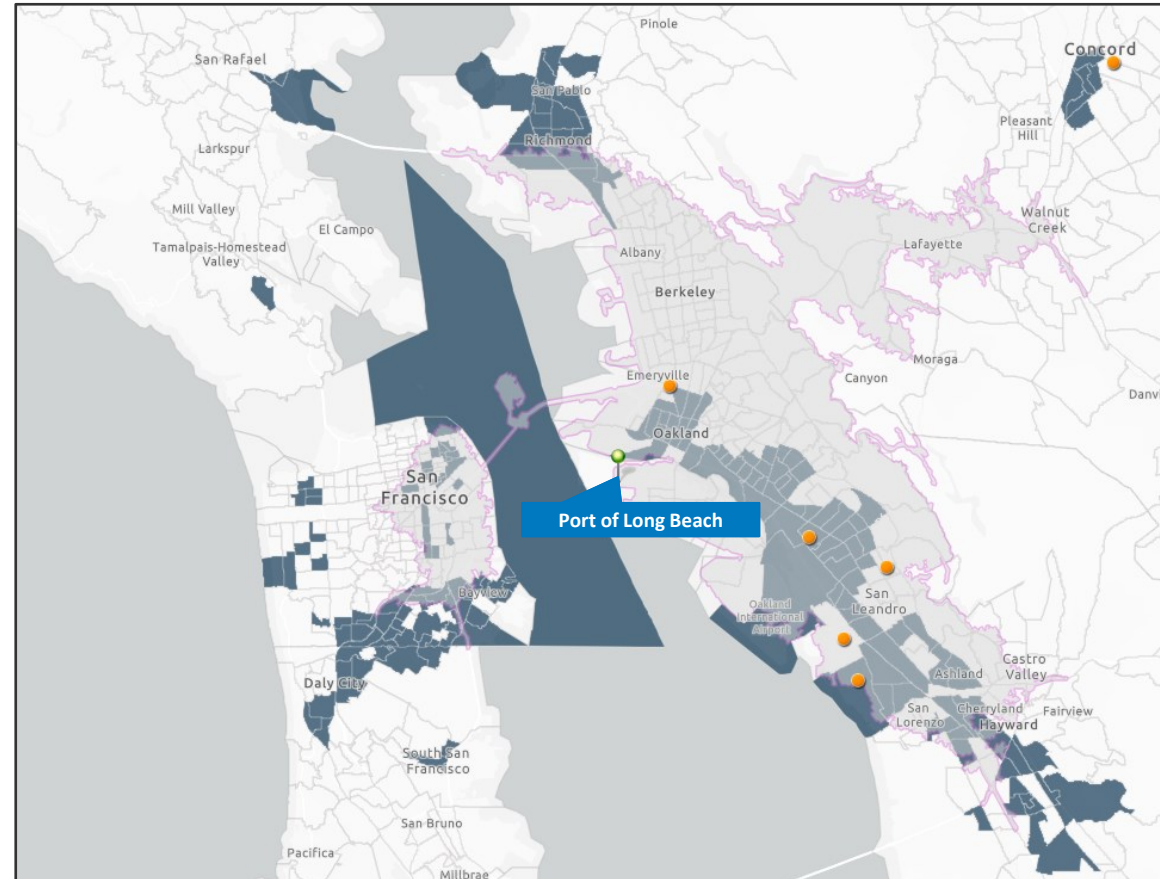 Pinole
San Rafael
Concord
San Pablo
Pleasant
Hill
Richmond
Larkspur
Mill Valley
El Campo
Walnut
Creek
Tamalpais-Homestead
Valley
Albany
Lafayette
Berkeley
Moraga
Emeryville
Canyon
Danvi
Oakland
San
Francisco
Port of Long Beach
Bayview
Oakland
International
Airport
San
Leandro
Castro
Valley
Ashland
Daly City
San
Lorenzo
Cherryland
Hayward
Fairview
South San
Francisco
San Bruno
Pacifica
Millbrae